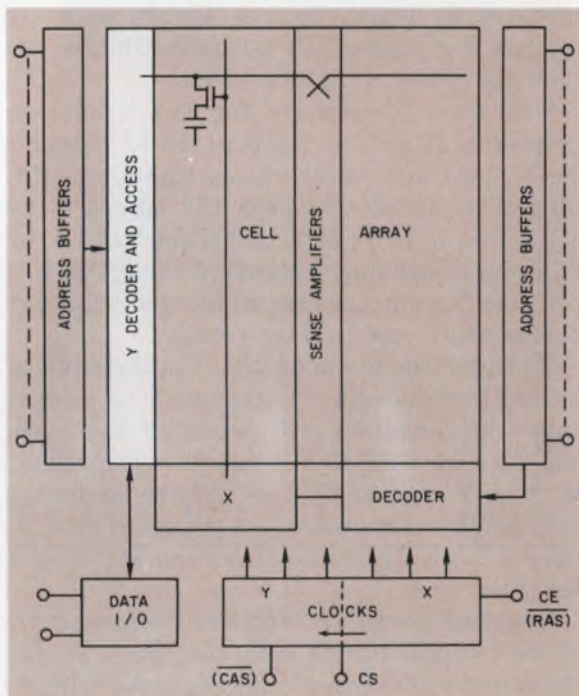 ADDRESS BUFFERS
Y DECODER AND ACCESS
CELL
SENSE AMPLIFIERS
ARRAY
ADDRESS BUFFERS
X
DECODER
DATA
I/O
Y
X
CLOCKS
CE
(RAS)
(CAS)
CS